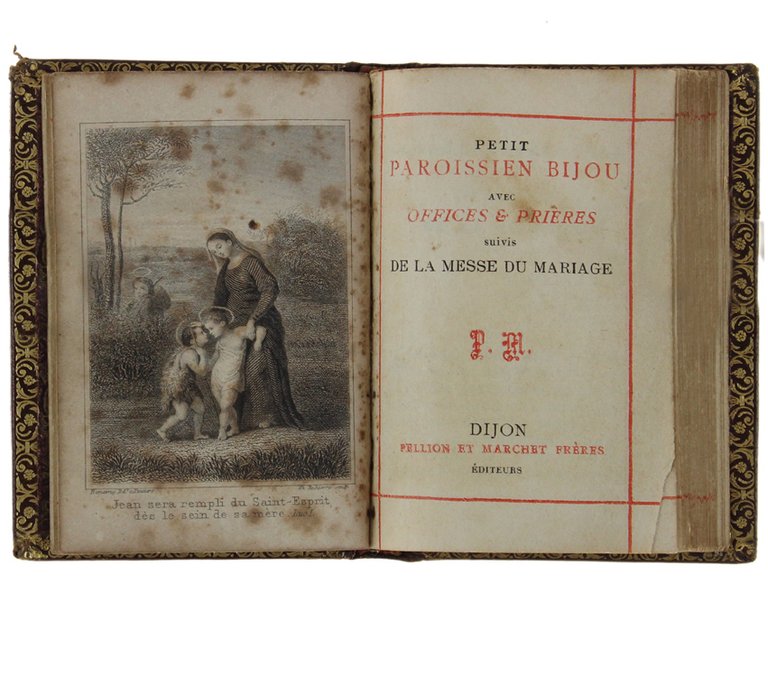 Jean sera rempli du Saint-Esprit
dès le sein de sa mère.
PETIT
PAROISSIEN BIJOU
AVEC
OFFICES & PRIÈRES
suivis
DE LA MESSE DU MARIAGE
P. M.
DIJON
PELLION ET MARCHET FRÈRES
ÉDITEURS